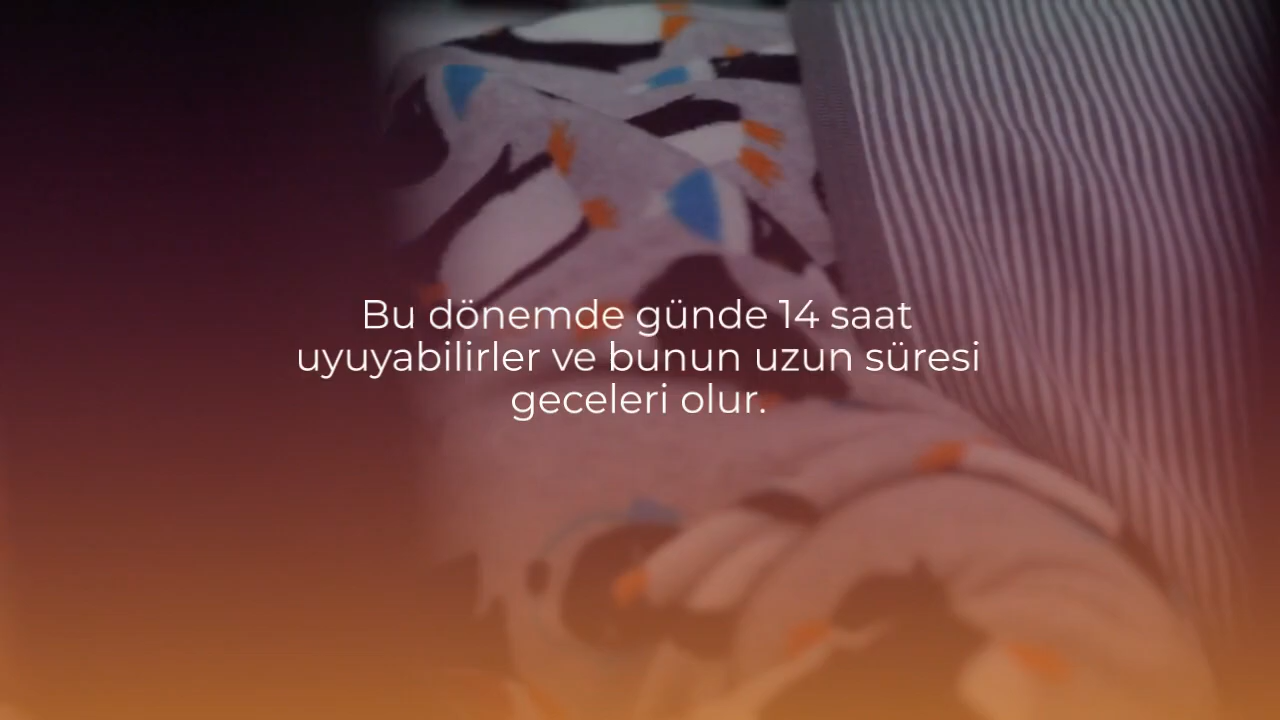 Bu dönemde günde 14 saat
uyuyabilirler ve bunun uzun süresi
geceleri olur.